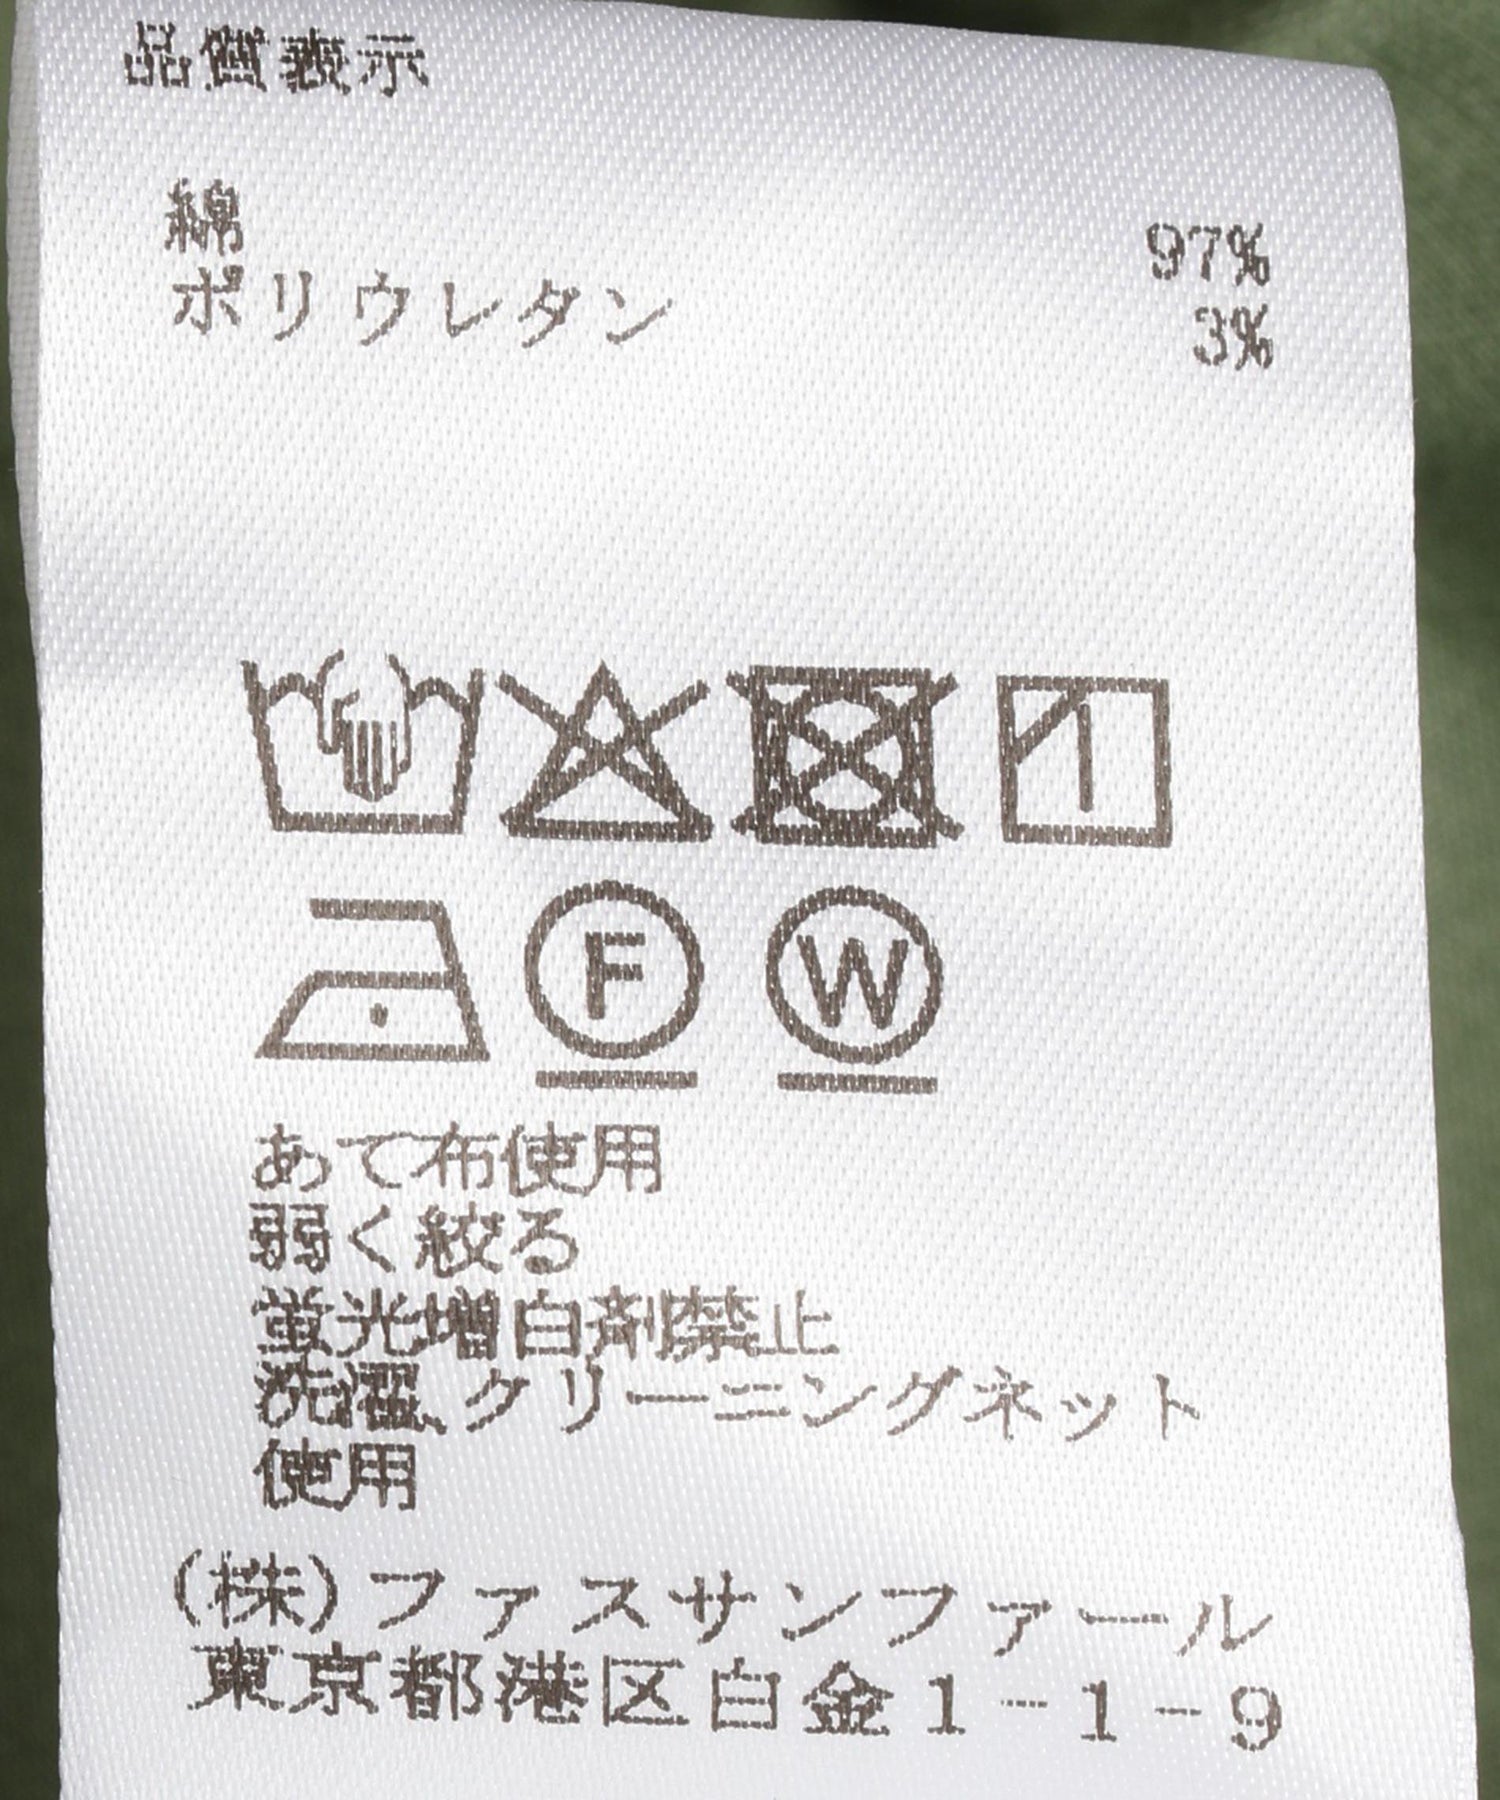 品質表示
綿 97%
ポリウレタン 3%
F W
あて布使用
弱く絞る
蛍光増白剤禁止
洗濯、クリーニングネット
使用
(株)ファスサンファール
東京都港区白金1-1-9